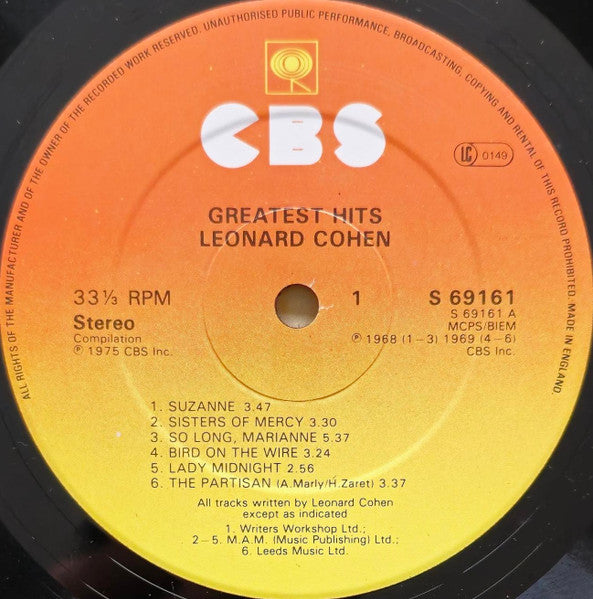 ALL RIGHTS OF THE MANUFACTURER AND OF THE OWNER OF THE RECORDED WORK RESERVED. UNAUTHORISED PUBLIC PERFORMANCE, BROADCASTING, COPYING AND RENTAL OF THIS RECORD PROHIBITED. MADE IN ENGLAND.
CBS
LC 0149
GREATEST HITS
LEONARD COHEN
33⅓ RPM
Stereo
Compilation
℗ 1975 CBS Inc.
1
S 69161
S 69161 A
MCPS/BIEM
℗ 1968 (1–3) 1969 (4–6)
CBS Inc.
1. SUZANNE 3.47
2. SISTERS OF MERCY 3.30
3. SO LONG, MARIANNE 5.37
4. BIRD ON THE WIRE 3.24
5. LADY MIDNIGHT 2.56
6. THE PARTISAN (A.Marly/H.Zaret) 3.37
All tracks written by Leonard Cohen
except as indicated
1. Writers Workshop Ltd.;
2–5. M.A.M. (Music Publishing) Ltd.;
6. Leeds Music Ltd.